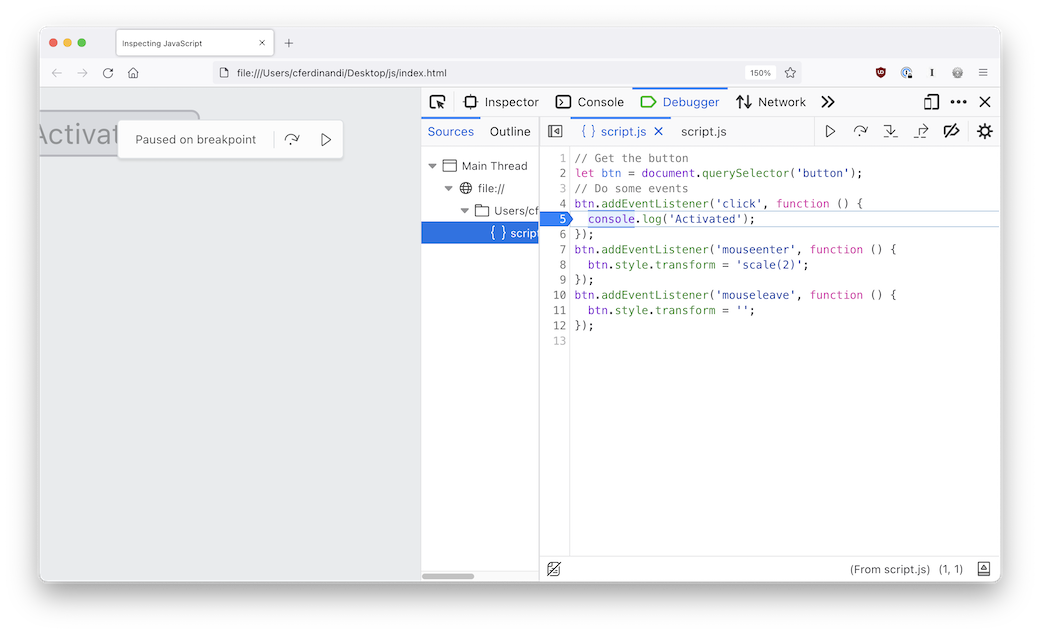 Inspecting JavaScript
file:///Users/cferdinandi/Desktop/js/index.html
150%
Activat
Paused on breakpoint
Inspector
Console
Debugger
Network
Sources
Outline
{ } script.js
script.js
Main Thread
file://
Users/cf
{ } script
1 // Get the button
2 let btn = document.querySelector('button');
3 // Do some events
4 btn.addEventListener('click', function () {
5 console.log('Activated');
6 });
7 btn.addEventListener('mouseenter', function () {
8 btn.style.transform = 'scale(2)';
9 });
10 btn.addEventListener('mouseleave', function () {
11 btn.style.transform = '';
12 });
13
(From script.js) (1, 1)